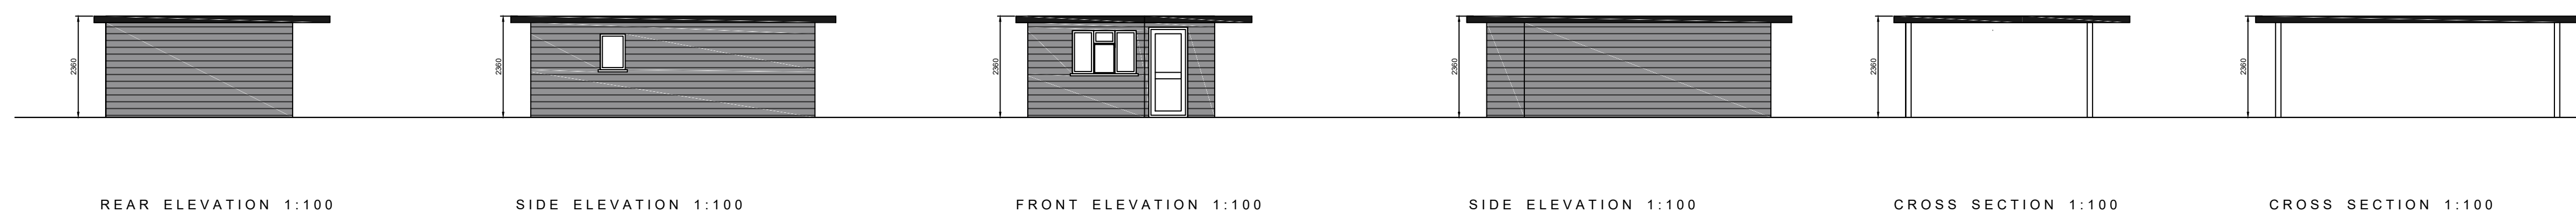 2360
2360
2360
2360
2360
2360
REAR ELEVATION 1:100
SIDE ELEVATION 1:100
FRONT ELEVATION 1:100
SIDE ELEVATION 1:100
CROSS SECTION 1:100
CROSS SECTION 1:100